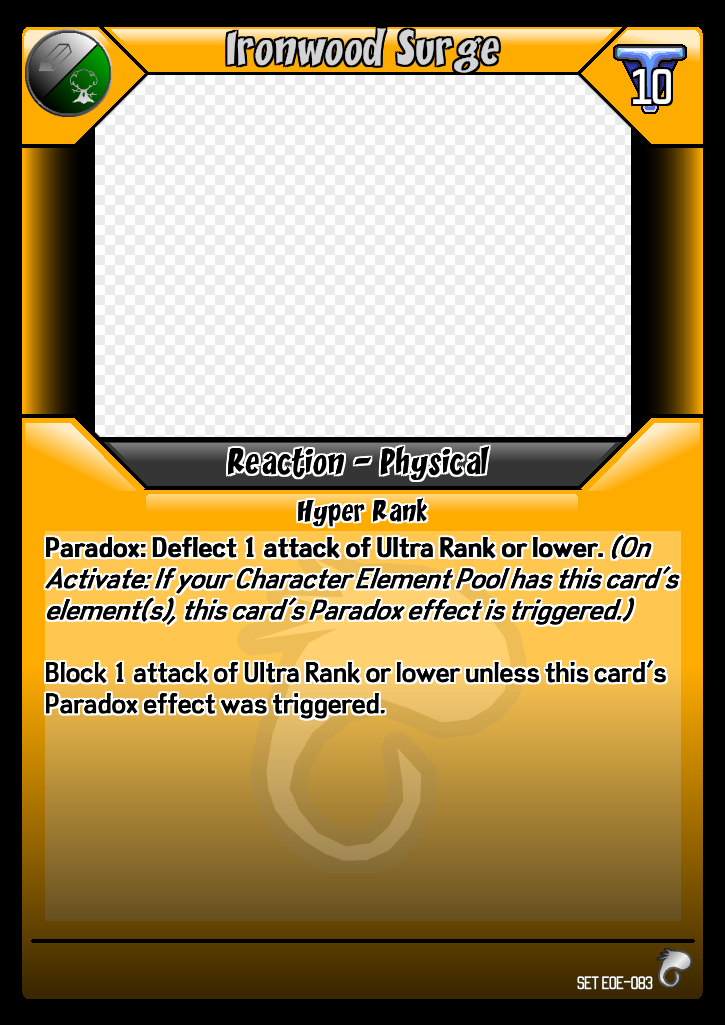 Ironwood Surge
10
Reaction - Physical
Hyper Rank
Paradox: Deflect 1 attack of Ultra Rank or lower. (On
Activate: If your Character Element Pool has this card's
element(s), this card's Paradox effect is triggered.)
Block 1 attack of Ultra Rank or lower unless this card's
Paradox effect was triggered.
SET EOE-083